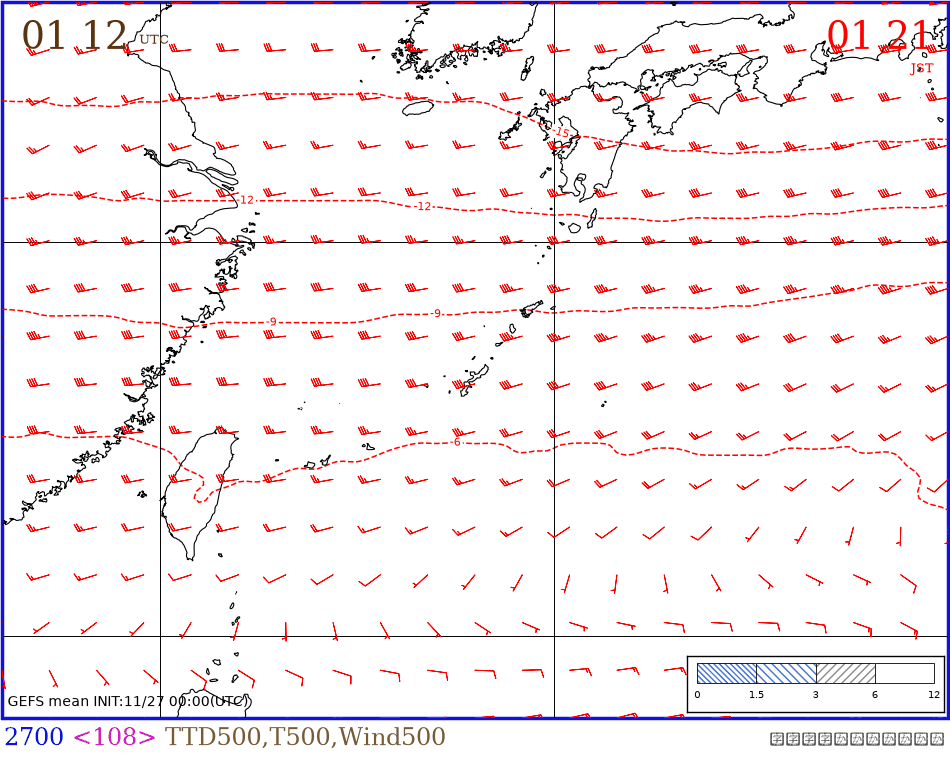 01 12 UTC
01 21 JST
-15
-12
-12
-9
-9
-6
GEFS mean INIT:11/27 00:00(UTC)
0 1.5 3 6 12
2700 <108> TTD500,T500,Wind500